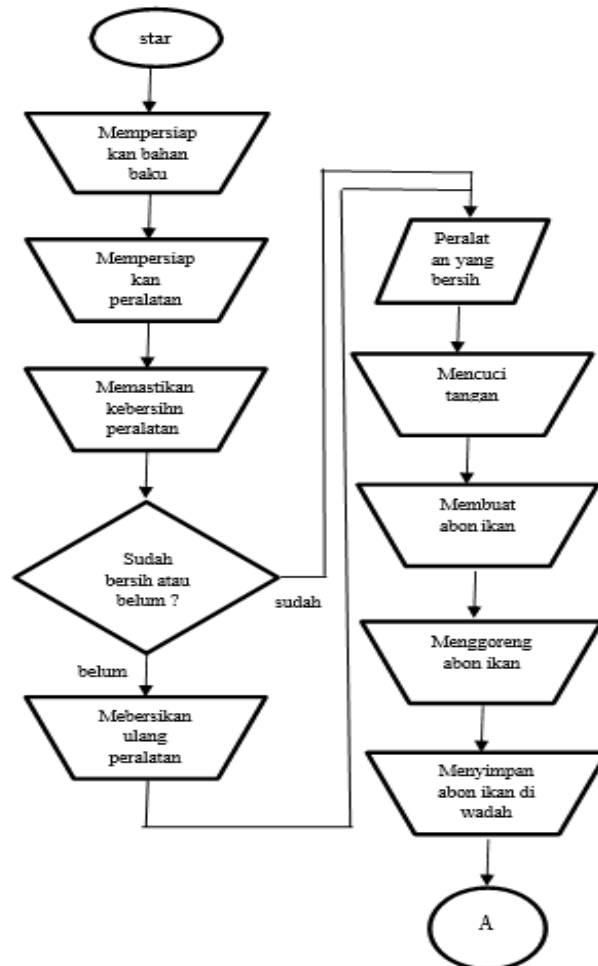 star
Mempersiap
kan bahan
baku
Mempersiap
kan
peralatan
Memastikan
kebersihn
peralatan
Sudah
bersih atau
belum ?
sudah
belum
Mebersikan
ulang
peralatan
Peralat
an yang
bersih
Mencuci
tangan
Membuat
abon ikan
Menggoreng
abon ikan
Menyimpan
abon ikan di
wadah
A